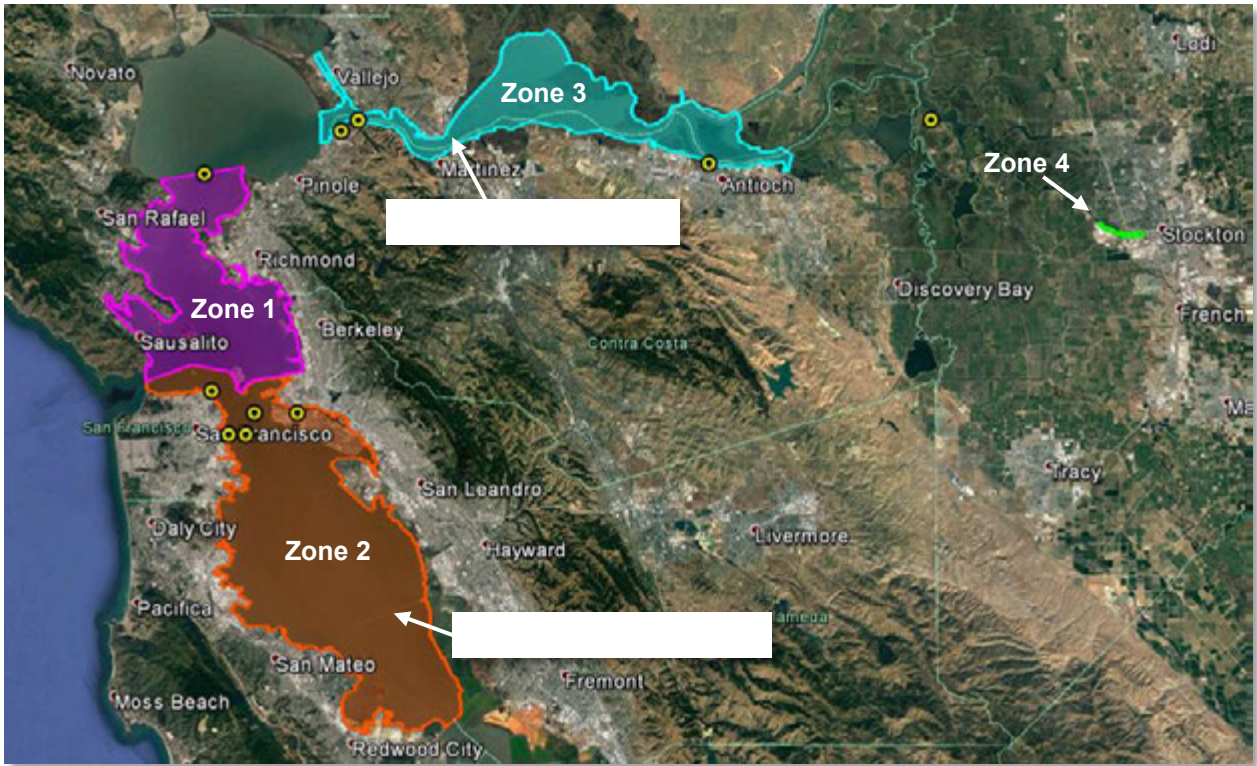 Lodi
Novato
Vallejo
Zone 3
Zone 4
Martinez
Pinole
Antioch
San Rafael
Stockton
Richmond
Discovery Bay
Zone 1
French
Berkeley
Sausalito
Contra Costa
Ma
San Francisco
San Francisco
Tracy
San Leandro
Daly City
Livermore
Zone 2
Hayward
Pacifica
Alameda
San Mateo
Fremont
Moss Beach
Redwood City